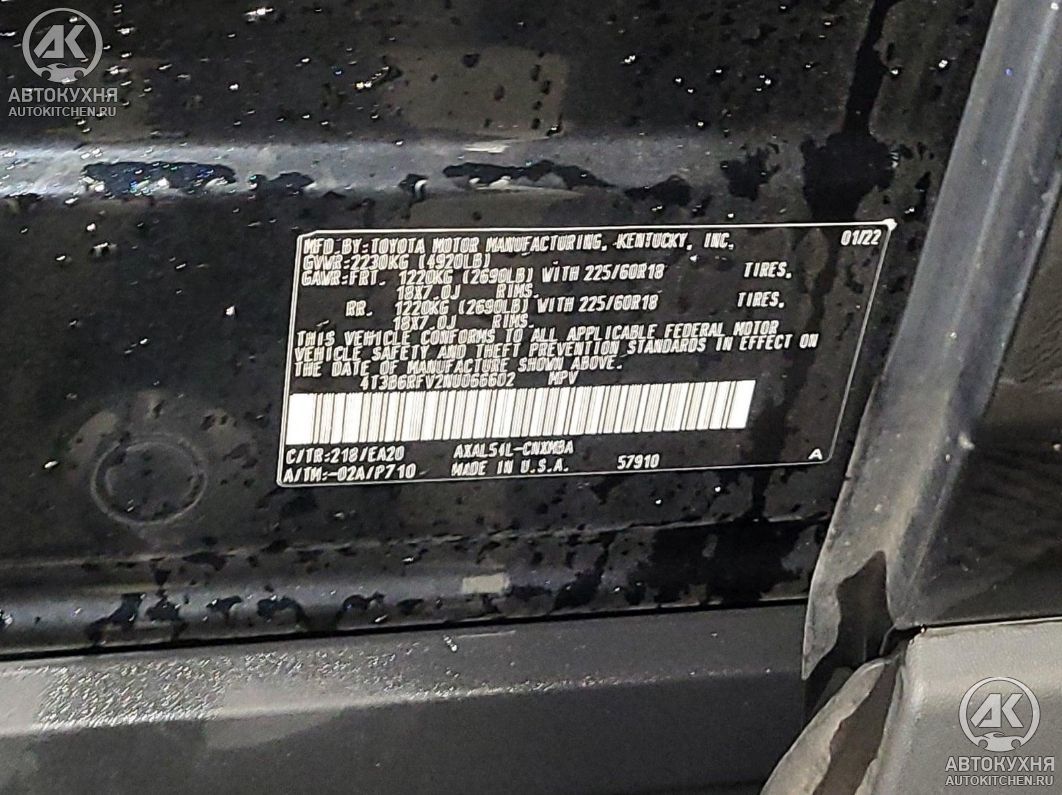 AK
АВТОКУХНЯ
AUTOKITCHEN.RU
MFD BY:TOYOTA MOTOR MANUFACTURING, KENTUCKY, INC. 01/22
GVWR:2230KG (4920LB)
GAWR:FRT. 1220KG (2690LB) WITH 225/60R18 TIRES,
18X7.0J RIMS.
RR. 1220KG (2690LB) WITH 225/60R18 TIRES,
18X7.0J RIMS.
THIS VEHICLE CONFORMS TO ALL APPLICABLE FEDERAL MOTOR
VEHICLE SAFETY AND THEFT PREVENTION STANDARDS IN EFFECT ON
THE DATE OF MANUFACTURE SHOWN ABOVE.
4T3B6RFV2NU066602 MPV
C/TR:218/EA20 AXAL54L-CNXMBA
A/TM:-02A/P710 MADE IN U.S.A. 57910 A
AK
АВТОКУХНЯ
AUTOKITCHEN.RU